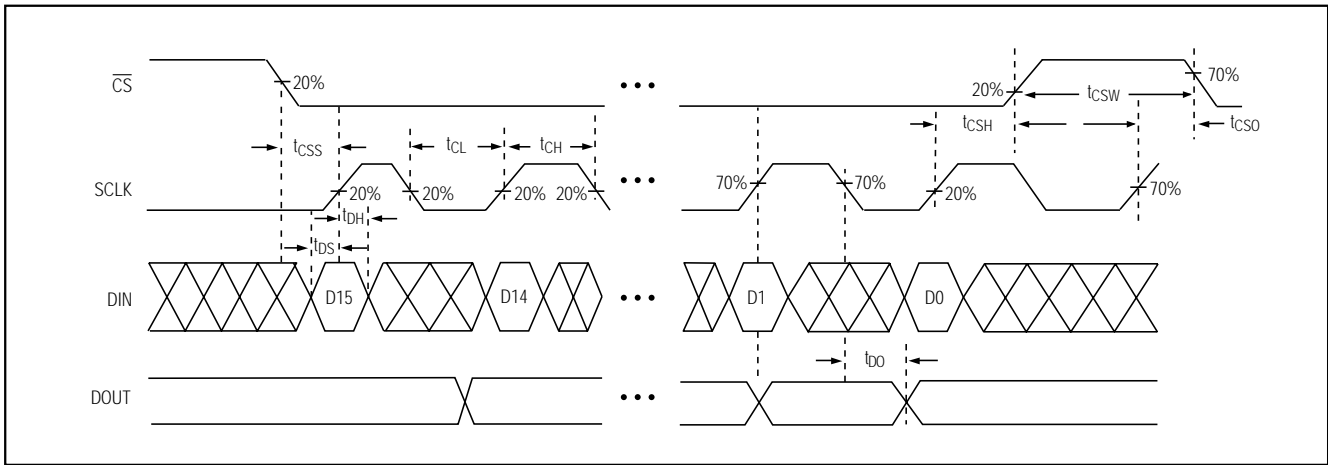 CS
20%
•••
20%
tCSW
70%
tCSS
tCL
tCH
tCSH
tCSO
SCLK
20%
20%
20%
20%
•••
70%
70%
20%
70%
tDH
tDS
DIN
D15
D14
•••
D1
D0
tDO
DOUT
•••